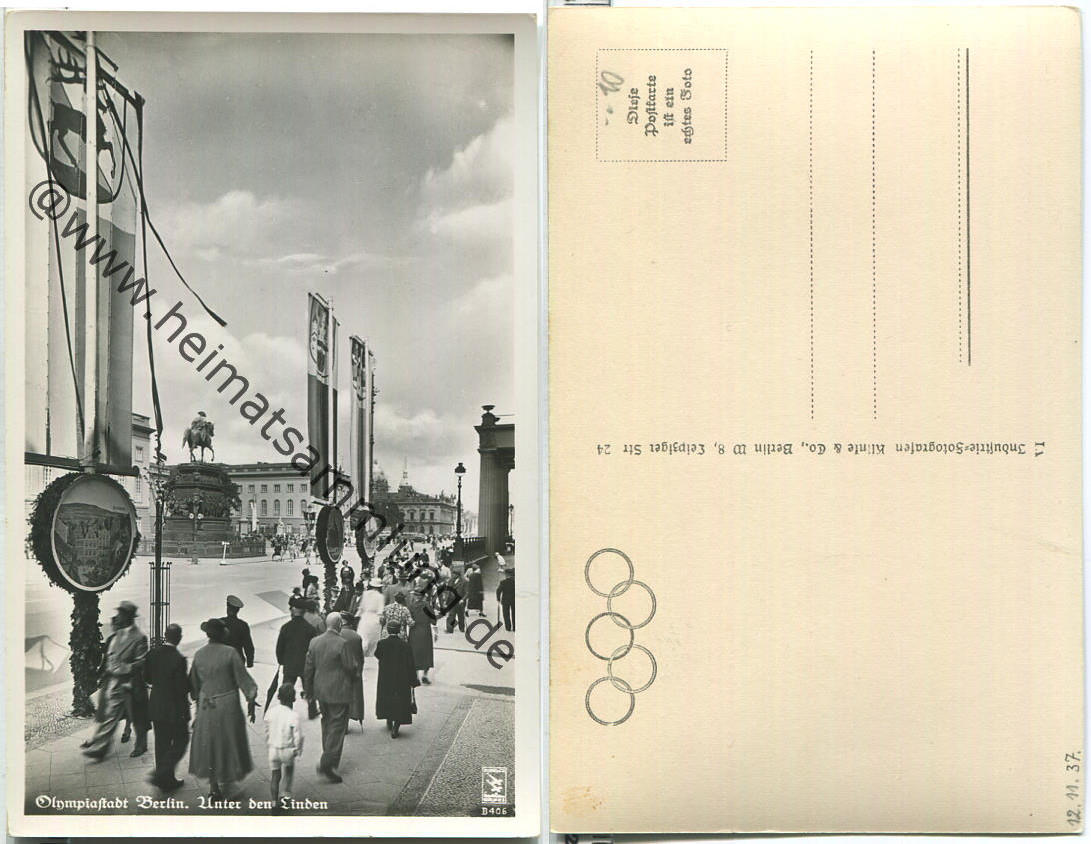 @www.heimatsammlung.de
Olympiastadt Berlin. Unter den Linden
B406
Diese
Postkarte
ist ein
echtes Foto
Industrie-Fotografen Klinke & Co., Berlin W 8, Leipziger Str 24
12.11.37.